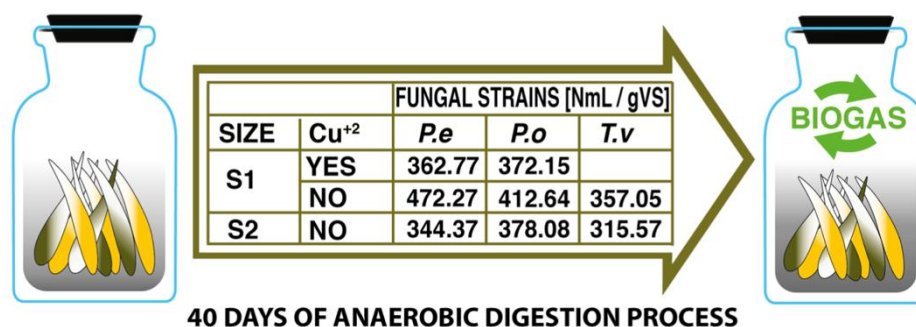 FUNGAL STRAINS [NmL / gVS]
SIZE Cu+2 P.e P.o T.v
S1 YES 362.77 372.15
NO 472.27 412.64 357.05
S2 NO 344.37 378.08 315.57
BIOGAS
40 DAYS OF ANAEROBIC DIGESTION PROCESS